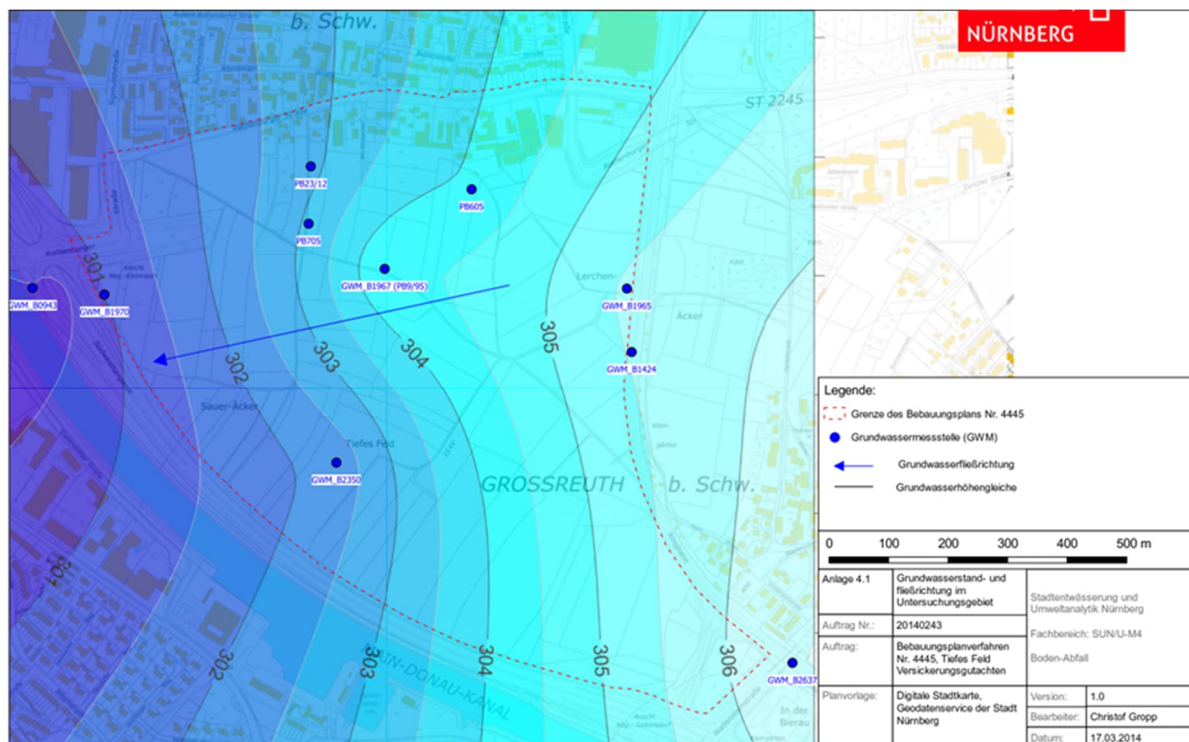 b. Schw.
NÜRNBERG
ST 2245
PB23/12
PB605
PB705
GWM_B1967 (PB9/95)
Lerchen-
Äcker
301
GWM_B0943
GWM_B1970
GWM_B1965
GWM_B1424
302
303
304
305
Sauer-Äcker
Tiefes Feld
GWM_B2350
GROSSREUTH b. Schw.
Klein-
gärten
301
302
303
304
305
306
MAIN-DONAU-KANAL
GWM_B2637
In der
Bierau
Legende:
Grenze des Bebauungsplans Nr. 4445
Grundwassermessstelle (GWM)
Grundwasserfließrichtung
Grundwasserhöhengleiche
0 100 200 300 400 500 m
Anlage 4.1
Grundwasserstand- und
fließrichtung im
Untersuchungsgebiet
Stadtentwässerung und
Umweltanalytik Nürnberg
Fachbereich: SUN/U-M4
Boden-Abfall
Auftrag Nr.: 20140243
Auftrag:
Bebauungsplanverfahren
Nr. 4445, Tiefes Feld
Versickerungsgutachten
Planvorlage:
Digitale Stadtkarte,
Geodatenservice der Stadt
Nürnberg
Version: 1.0
Bearbeiter: Christof Gropp
Datum: 17.03.2014